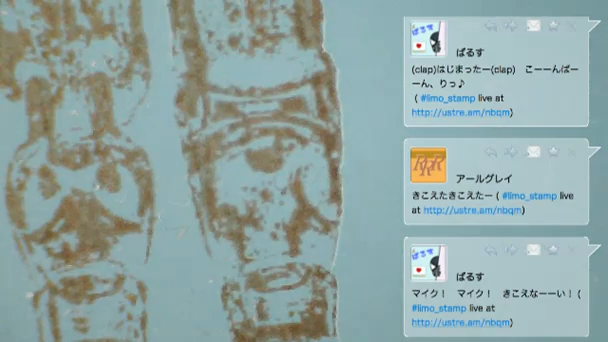 ぱるす
(clap)はじまったー(clap)　こーーんばー
ーん、りっ♪
( #limo_stamp live at
http://ustre.am/nbqm)
アールグレイ
きこえたきこえたー ( #limo_stamp live
at http://ustre.am/nbqm)
ぱるす
マイク！　マイク！　きこえなーーい！ (
#limo_stamp live at
http://ustre.am/nbqm)